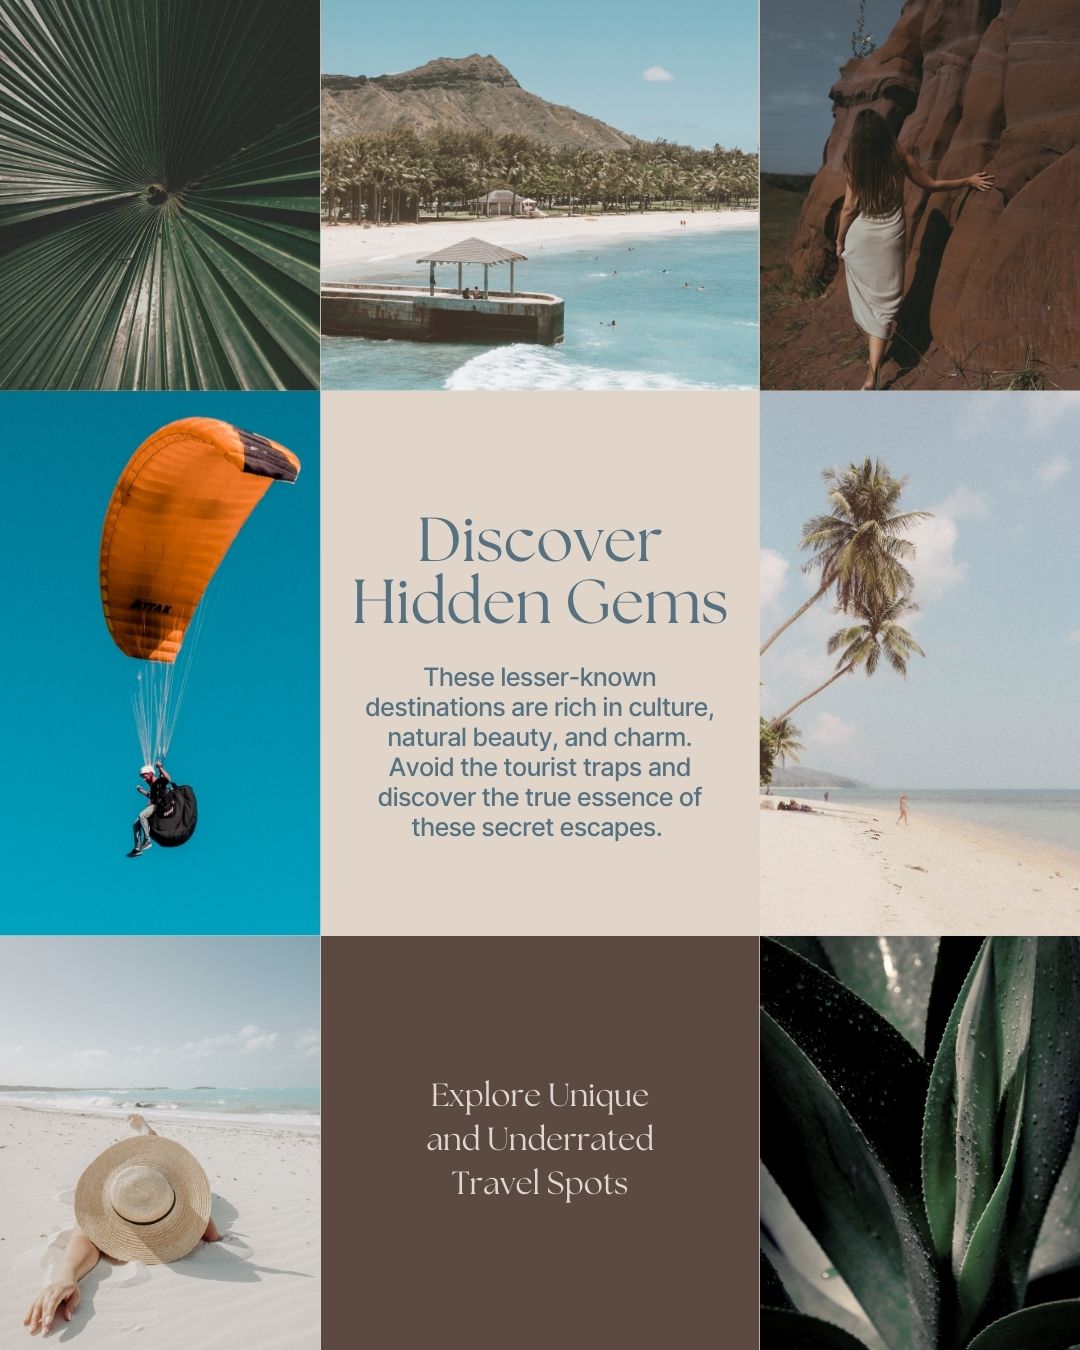 Discover
Hidden Gems
These lesser-known
destinations are rich in culture,
natural beauty, and charm.
Avoid the tourist traps and
discover the true essence of
these secret escapes.
Explore Unique
and Underrated
Travel Spots